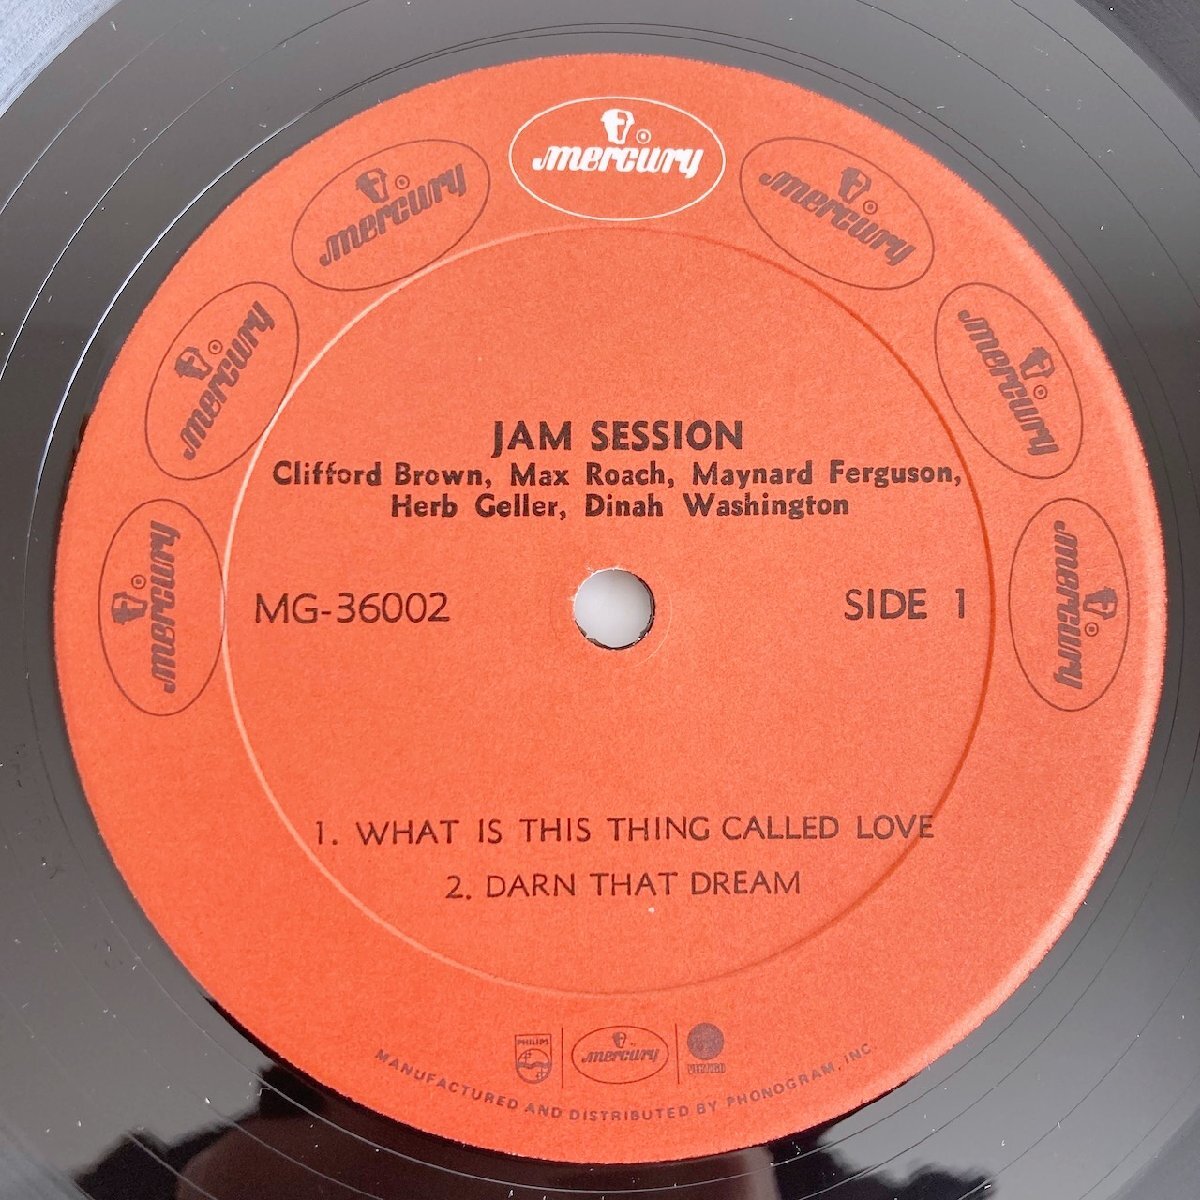 mercury
mercury
mercury
mercury
mercury
mercury
mercury
JAM SESSION
Clifford Brown, Max Roach, Maynard Ferguson,
Herb Geller, Dinah Washington
MG-36002
SIDE 1
1. WHAT IS THIS THING CALLED LOVE
2. DARN THAT DREAM
PHILIPS
mercury
VERTIGO
MANUFACTURED AND DISTRIBUTED BY PHONOGRAM, INC.